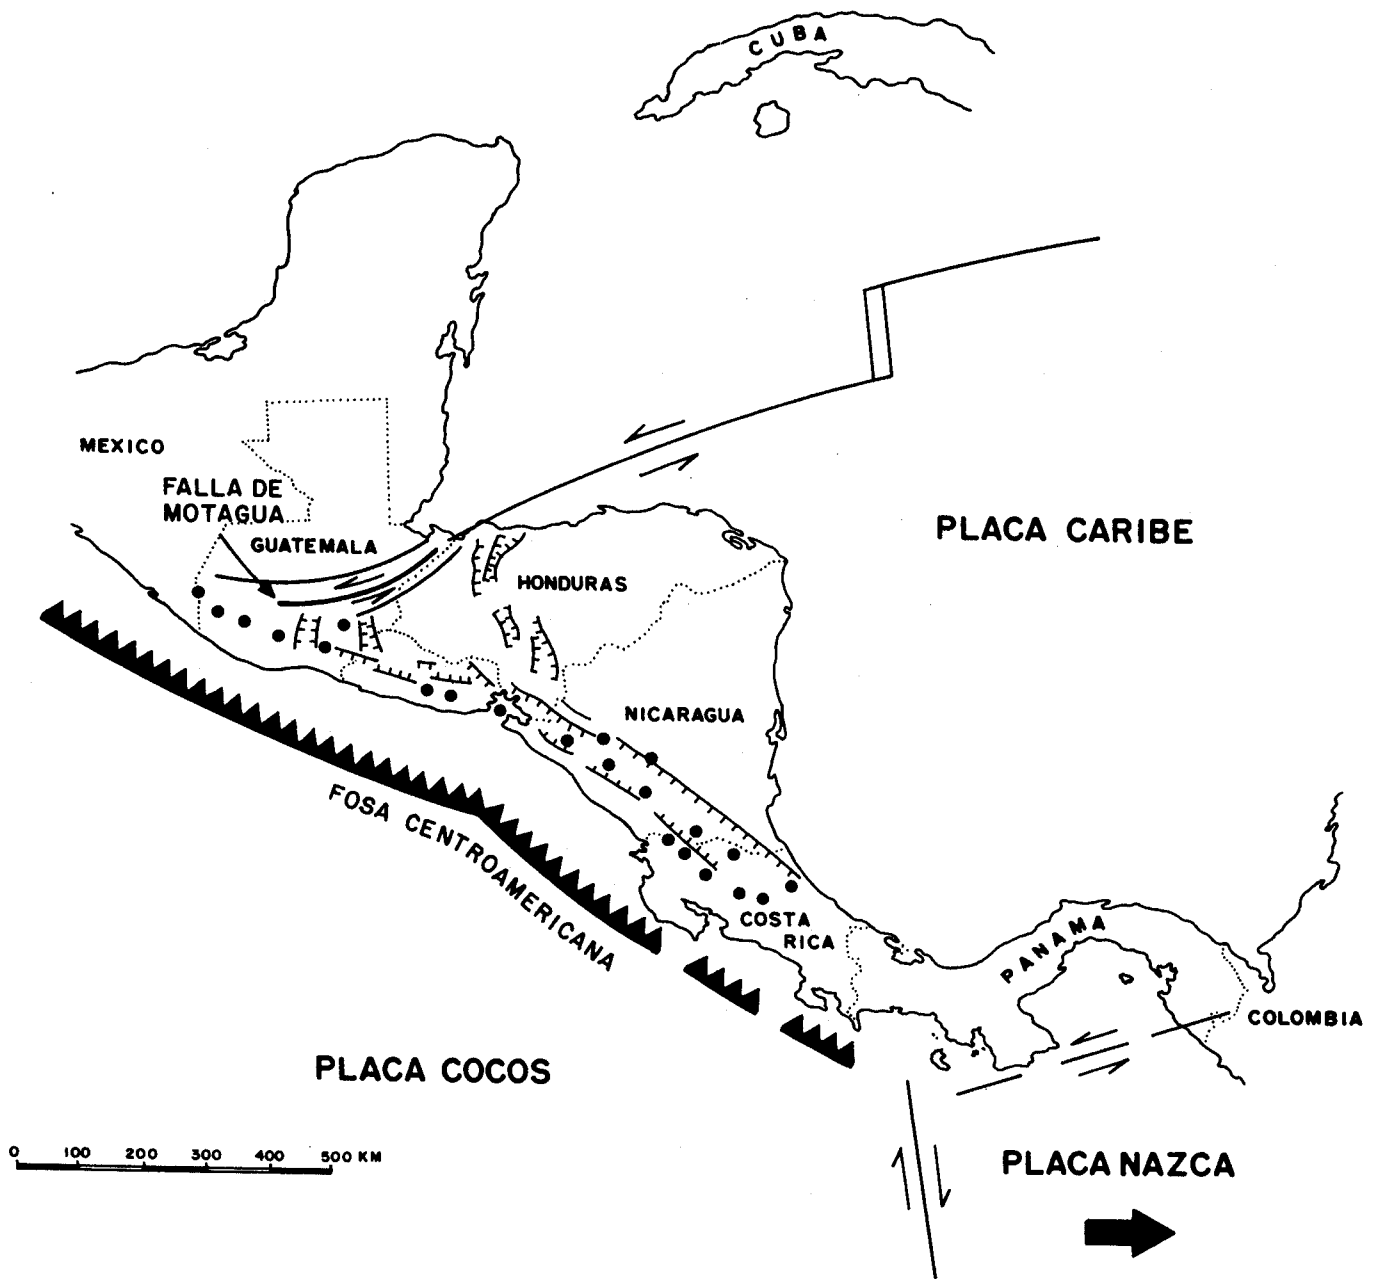 CUBA
MEXICO
FALLA DE
MOTAGUA
GUATEMALA
HONDURAS
PLACA CARIBE
NICARAGUA
FOSA CENTROAMERICANA
COSTA
RICA
PANAMA
COLOMBIA
PLACA COCOS
0 100 200 300 400 500 KM
PLACA NAZCA